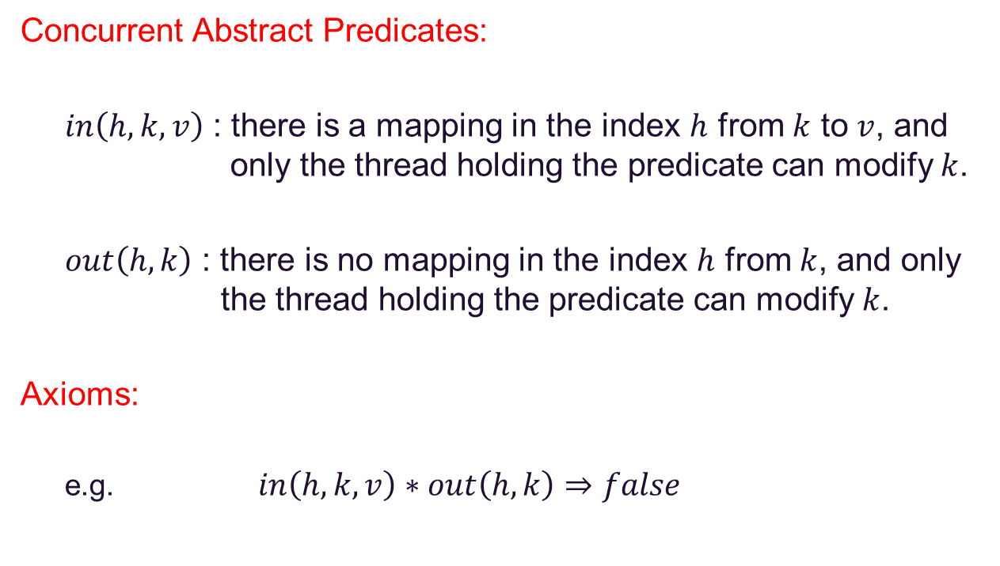 Concurrent Abstract Predicates:
in(h, k, v) : there is a mapping in the index h from k to v, and
only the thread holding the predicate can modify k.
out(h, k) : there is no mapping in the index h from k, and only
the thread holding the predicate can modify k.
Axioms:
e.g. in(h, k, v) ∗ out(h, k) ⇒ false